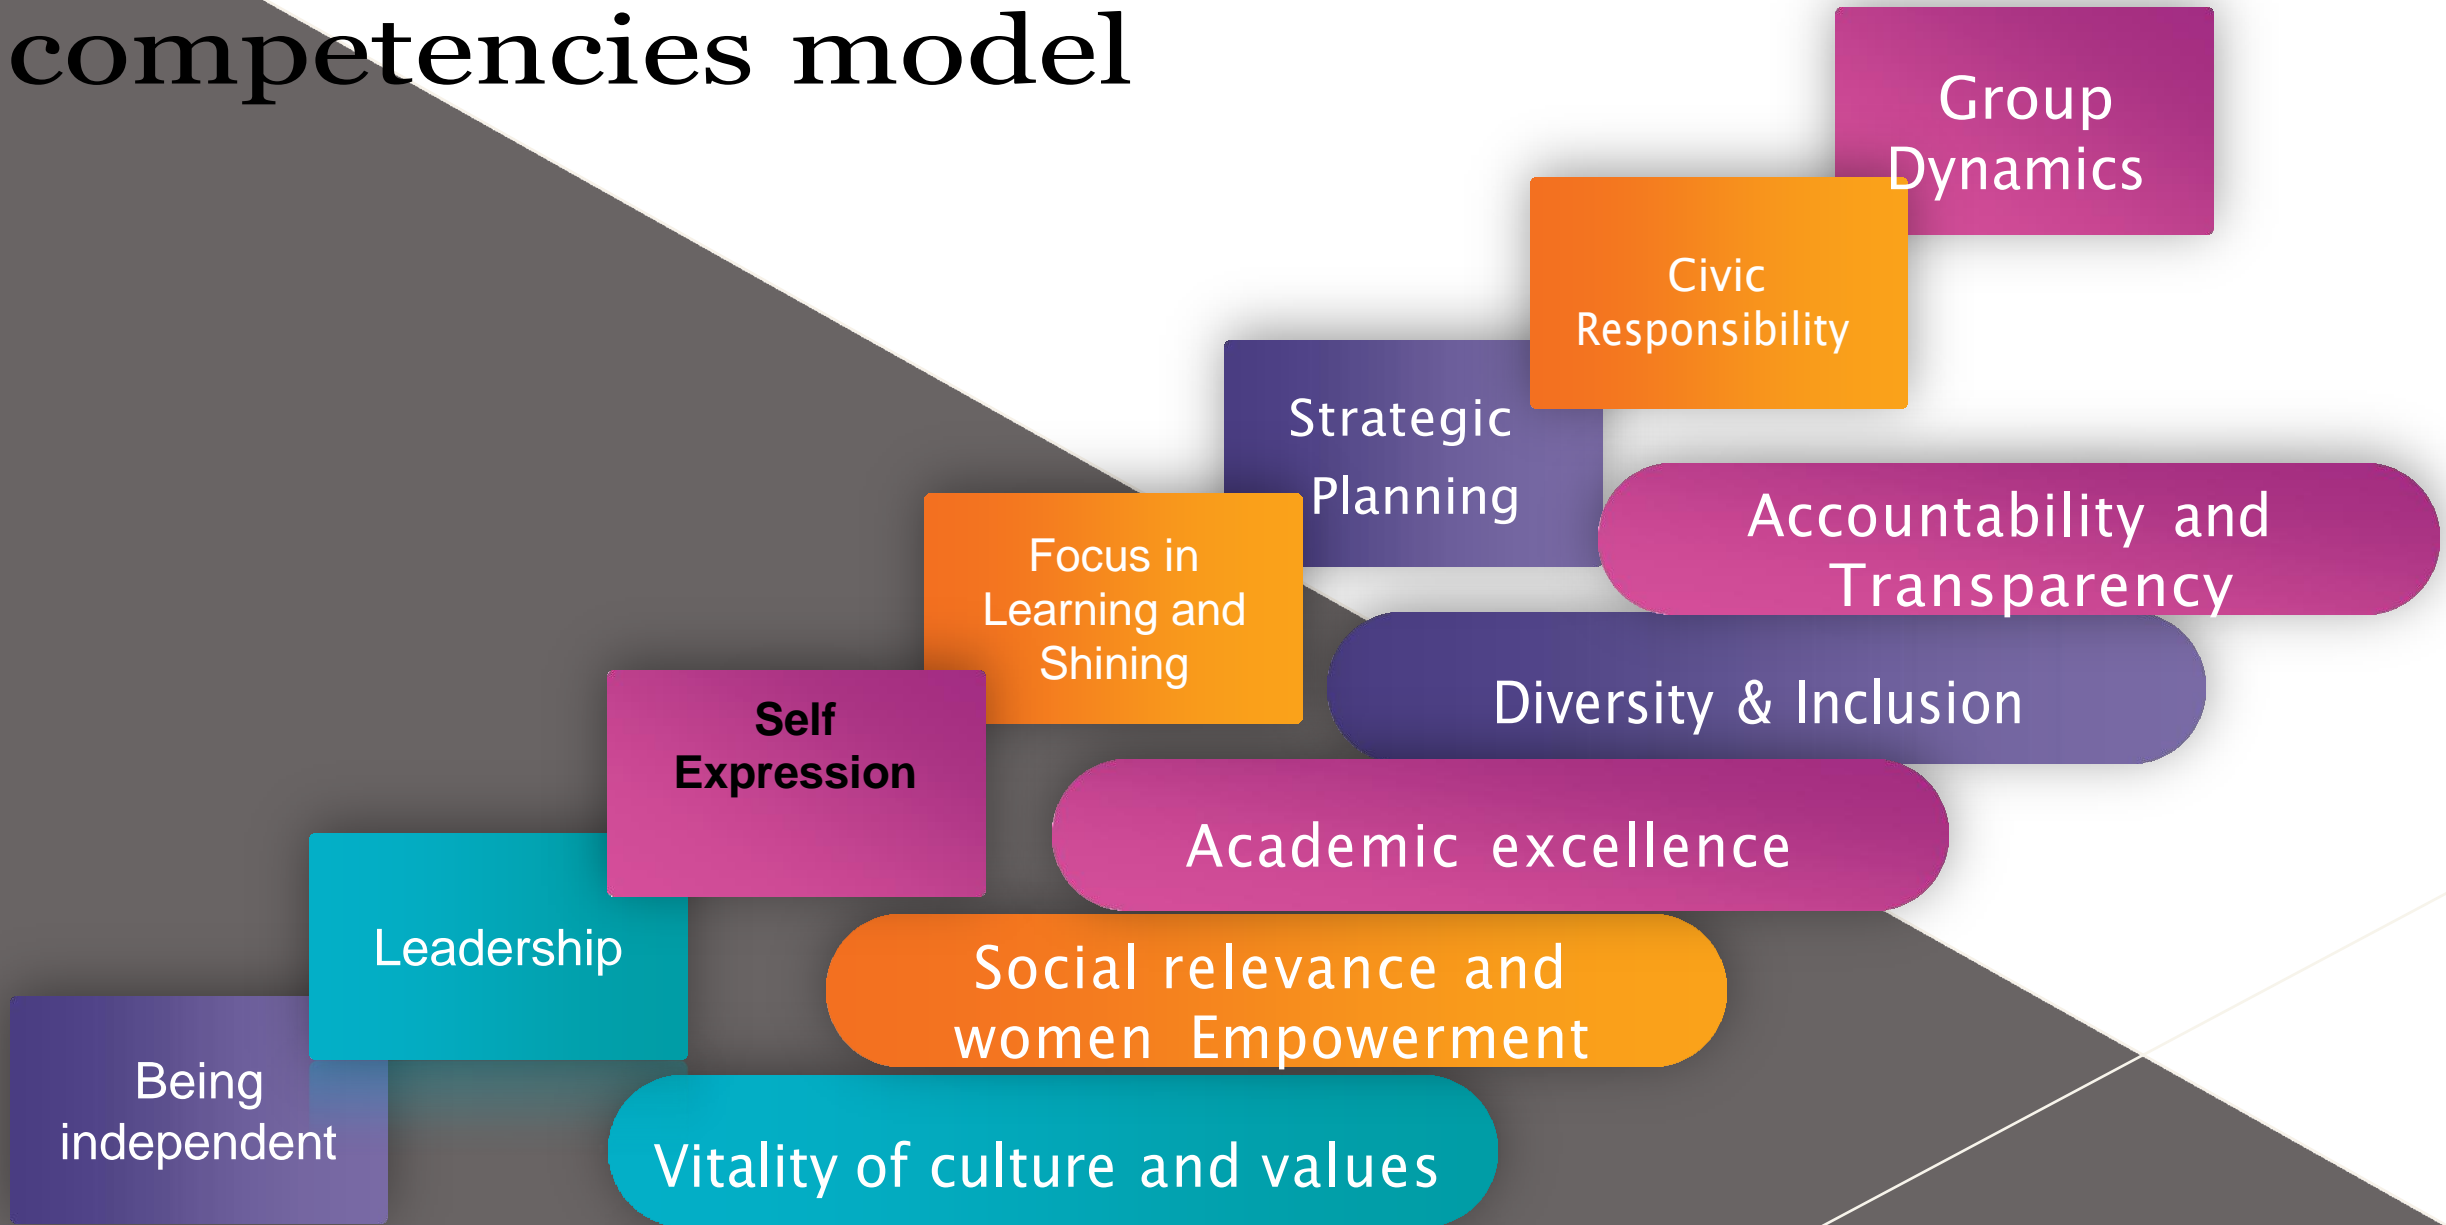 competencies model
Group
Dynamics
Civic
Responsibility
Strategic
Planning
Focus in
Learning and
Shining
Self
Expression
Leadership
Being
independent
Accountability and
Transparency
Diversity & Inclusion
Academic excellence
Social relevance and
women Empowerment
Vitality of culture and values